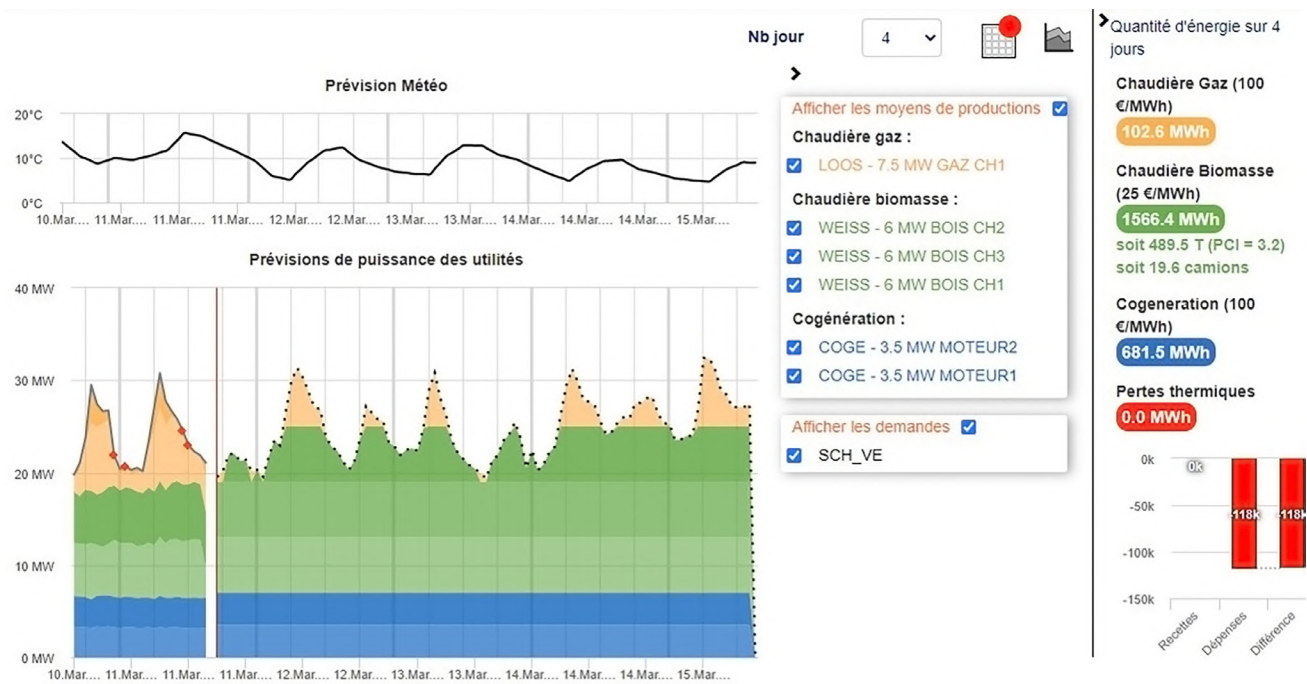 Nb jour
4
Prévision Météo
20°C
10°C
0°C
10.Mar.... 11.Mar.... 11.Mar.... 11.Mar.... 12.Mar.... 12.Mar.... 13.Mar.... 13.Mar.... 14.Mar.... 14.Mar.... 14.Mar.... 15.Mar....
Prévisions de puissance des utilités
40 MW
30 MW
20 MW
10 MW
0 MW
10.Mar.... 11.Mar.... 11.Mar.... 11.Mar.... 12.Mar.... 12.Mar.... 13.Mar.... 13.Mar.... 14.Mar.... 14.Mar.... 14.Mar.... 15.Mar....
Afficher les moyens de productions
Chaudière gaz :
LOOS - 7.5 MW GAZ CH1
Chaudière biomasse :
WEISS - 6 MW BOIS CH2
WEISS - 6 MW BOIS CH3
WEISS - 6 MW BOIS CH1
Cogénération :
COGE - 3.5 MW MOTEUR2
COGE - 3.5 MW MOTEUR1
Afficher les demandes
SCH_VE
Quantité d'énergie sur 4
jours
Chaudière Gaz (100
€/MWh)
102.6 MWh
Chaudière Biomasse
(25 €/MWh)
1566.4 MWh
soit 489.5 T (PCI = 3.2)
soit 19.6 camions
Cogeneration (100
€/MWh)
681.5 MWh
Pertes thermiques
0.0 MWh
0k
-50k
-100k
-150k
0k
-118k
-118k
Recettes
Dépenses
Différence